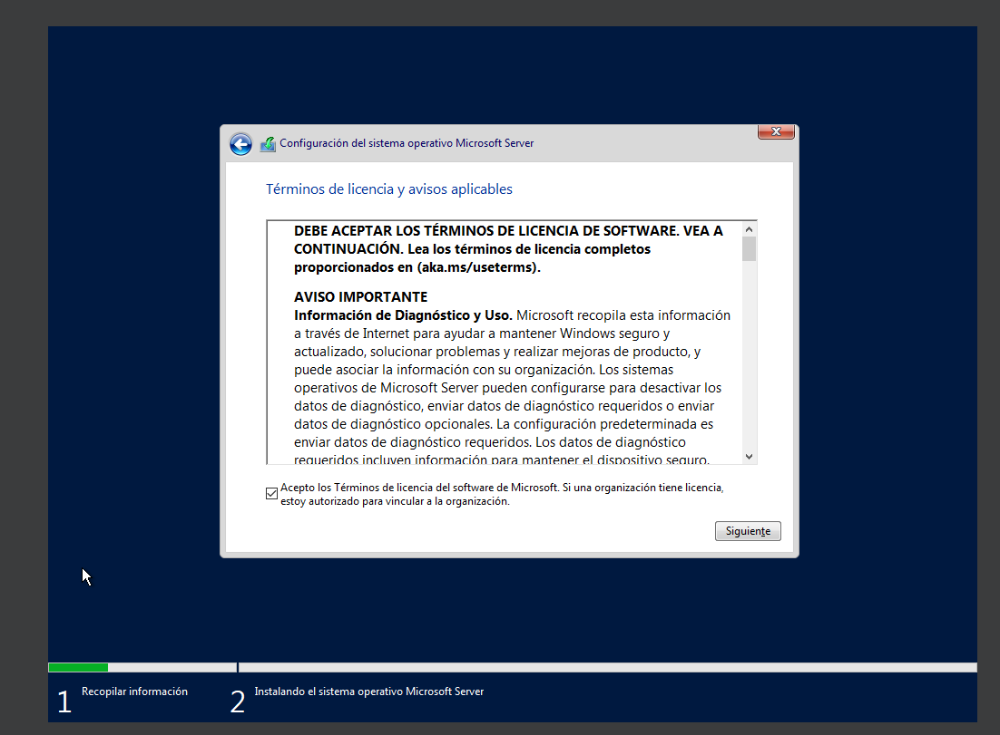 Configuración del sistema operativo Microsoft Server
Términos de licencia y avisos aplicables
DEBE ACEPTAR LOS TÉRMINOS DE LICENCIA DE SOFTWARE. VEA A
CONTINUACIÓN. Lea los términos de licencia completos
proporcionados en (aka.ms/useterms).
AVISO IMPORTANTE
Información de Diagnóstico y Uso. Microsoft recopila esta información
a través de Internet para ayudar a mantener Windows seguro y
actualizado, solucionar problemas y realizar mejoras de producto, y
puede asociar la información con su organización. Los sistemas
operativos de Microsoft Server pueden configurarse para desactivar los
datos de diagnóstico, enviar datos de diagnóstico requeridos o enviar
datos de diagnóstico opcionales. La configuración predeterminada es
enviar datos de diagnóstico requeridos. Los datos de diagnóstico
requeridos incluyen información para mantener el dispositivo seguro,
Acepto los Términos de licencia del software de Microsoft. Si una organización tiene licencia,
estoy autorizado para vincular a la organización.
Siguiente
1 Recopilar información
2 Instalando el sistema operativo Microsoft Server